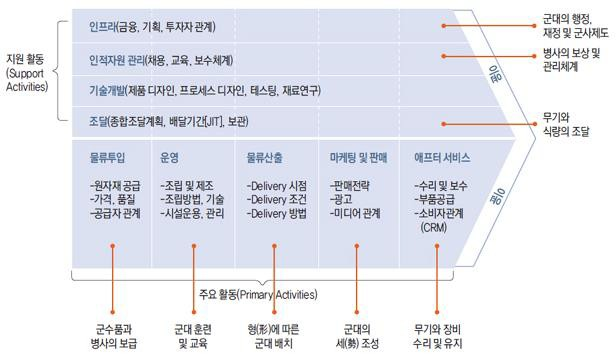 지원 활동
(Support
Activities)
인프라(금융, 기획, 투자자 관계)
인적자원 관리(채용, 교육, 보수체계)
기술개발(제품 디자인, 프로세스 디자인, 테스팅, 재료연구)
조달(종합조달계획, 배달기간[JIT], 보관)
이윤
군대의 행정,
재정 및 군사제도
병사의 보상 및
관리체계
무기와
식량의 조달
물류투입
-원자재 공급
-가격, 품질
-공급자 관계
운영
-조립 및 제조
-조립방법, 기술
-시설운용, 관리
물류산출
-Delivery 시점
-Delivery 조건
-Delivery 방법
마케팅 및 판매
-판매전략
-광고
-미디어 관계
애프터 서비스
-수리 및 보수
-부품공급
-소비자관계
(CRM)
이윤
주요 활동(Primary Activities)
군수품과
병사의 보급
군대 훈련
및 교육
형(形)에 따른
군대 배치
군대의
세(勢) 조성
무기와 장비
수리 및 유지